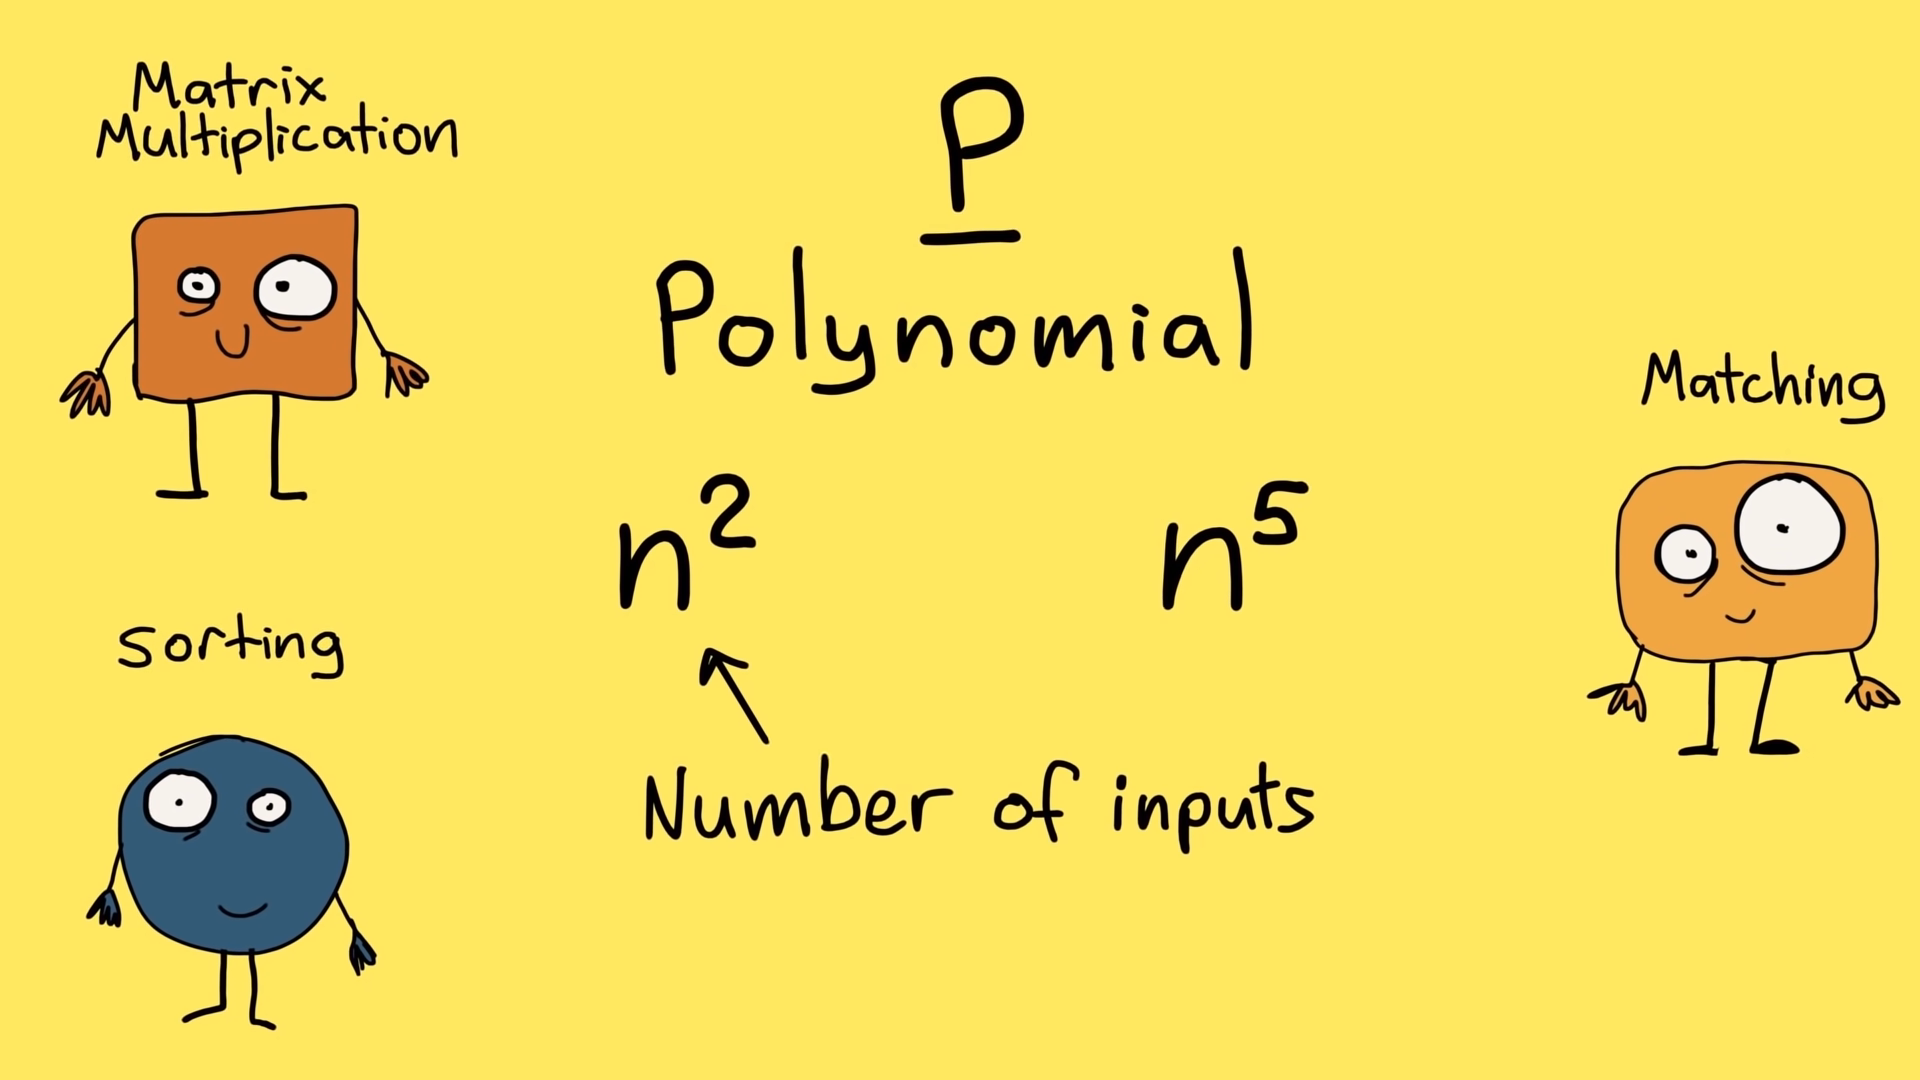 Matrix
Multiplication
P
Polynomial
Matching
n²
n⁵
sorting
Number of inputs